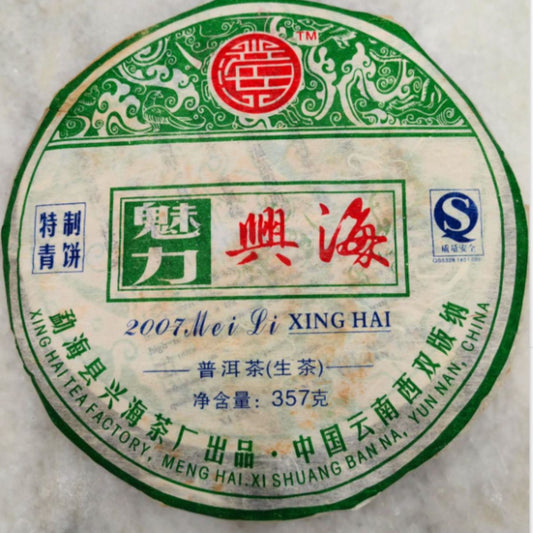 TM
特制
青饼
魅力
興海
S
质量安全
2007 Mei Li XING HAI
普洱茶(生茶)
净含量: 357克
勐海县兴海茶厂出品·中国云南西双版纳
XING HAI TEA FACTORY, MENG HAI.XI SHUANG BAN NA, YUN NAN, CHINA